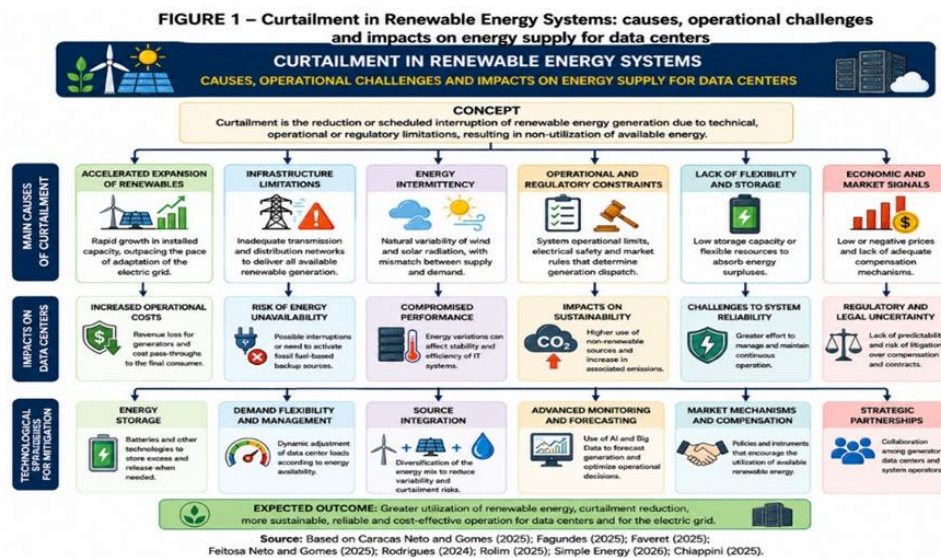 FIGURE 1 – Curtailment in Renewable Energy Systems: causes, operational challenges
and impacts on energy supply for data centers
CURTAILMENT IN RENEWABLE ENERGY SYSTEMS
CAUSES, OPERATIONAL CHALLENGES AND IMPACTS ON ENERGY SUPPLY FOR DATA CENTERS
CONCEPT
Curtailment is the reduction or scheduled interruption of renewable energy generation due to technical,
operational or regulatory limitations, resulting in non-utilization of available energy.
MAIN CAUSES
OF CURTAILMENT
ACCELERATED EXPANSION
OF RENEWABLES
Rapid growth in installed
capacity, outpacing the pace
of adaptation of the
electric grid.
INFRASTRUCTURE
LIMITATIONS
Inadequate transmission
and distribution networks
to deliver all available
renewable generation.
ENERGY
INTERMITTENCY
Natural variability of wind
and solar radiation, with
mismatch between supply
and demand.
OPERATIONAL AND
REGULATORY CONSTRAINTS
System operational limits,
electrical safety and market
rules that determine
generation dispatch.
LACK OF FLEXIBILITY
AND STORAGE
Low storage capacity or
flexible resources to
absorb energy
surpluses.
ECONOMIC AND
MARKET SIGNALS
Low or negative prices
and lack of adequate
compensation
mechanisms.
IMPACTS ON
DATA CENTERS
INCREASED OPERATIONAL
COSTS
Revenue loss for
generators and
cost pass-throughs
to the final consumer.
RISK OF ENERGY
UNAVAILABILITY
Possible interruptions
or need to activate
fossil fuel-based
backup sources.
COMPROMISED
PERFORMANCE
Energy variations can
affect stability and
efficiency of IT
systems.
IMPACTS ON
SUSTAINABILITY
CO2
Higher use of
non-renewable
sources and
increase in
associated emissions.
CHALLENGES TO SYSTEM
RELIABILITY
Greater effort to
manage and maintain
continuous
operation.
REGULATORY AND
LEGAL UNCERTAINTY
Lack of predictabili
and risk of litigation
over compensation
and contracts.
TECHNOLOGICAL
FOR MITIGATION
ENERGY
STORAGE
Batteries and other
technologies to
store excess and
release when
needed.
DEMAND FLEXIBILITY
AND MANAGEMENT
Dynamic adjustment
of data center loads
according to energy
availability.
SOURCE
INTEGRATION
Diversification of the
energy mix to reduce
variability and
curtailment risks.
ADVANCED MONITORING
AND FORECASTING
Use of AI and Big
Data to forecast
generation and
optimize operational
decisions.
MARKET MECHANISMS
AND COMPENSATION
Policies and instruments
that encourage the
utilization of available
renewable energy.
STRATEGIC
PARTNERSHIPS
Collaboration
among generator
data centers and
system operators
EXPECTED OUTCOME: Greater utilization of renewable energy, curtailment reduction,
more sustainable, reliable and cost-effective operation for data centers and for the electric grid.
Source: Based on Caracas Neto and Gomes (2025); Fagundes (2025); Faveret (2025);
Feitosa Neto and Gomes (2025); Rodrigues (2024); Rolim (2025); Simple Energy (2026); Chiappini (2025).